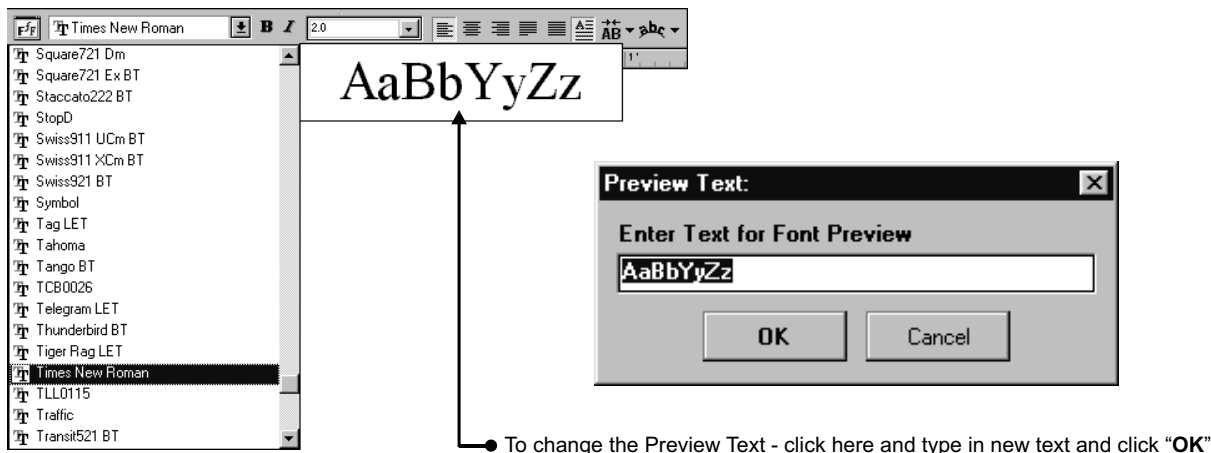 Times New Roman B I 2.0 AB abc
Square721 Dm
Square721 Ex BT
Staccato222 BT
StopD
Swiss911 UCm BT
Swiss911 XCm BT
Swiss921 BT
Symbol
Tag LET
Tahoma
Tango BT
TCB0026
Telegram LET
Thunderbird BT
Tiger Rag LET
Times New Roman
TLL0115
Traffic
Transit521 BT
1"
AaBbYyZz
Preview Text:
Enter Text for Font Preview
AaBbYyZz
OK Cancel
To change the Preview Text - click here and type in new text and click “OK”